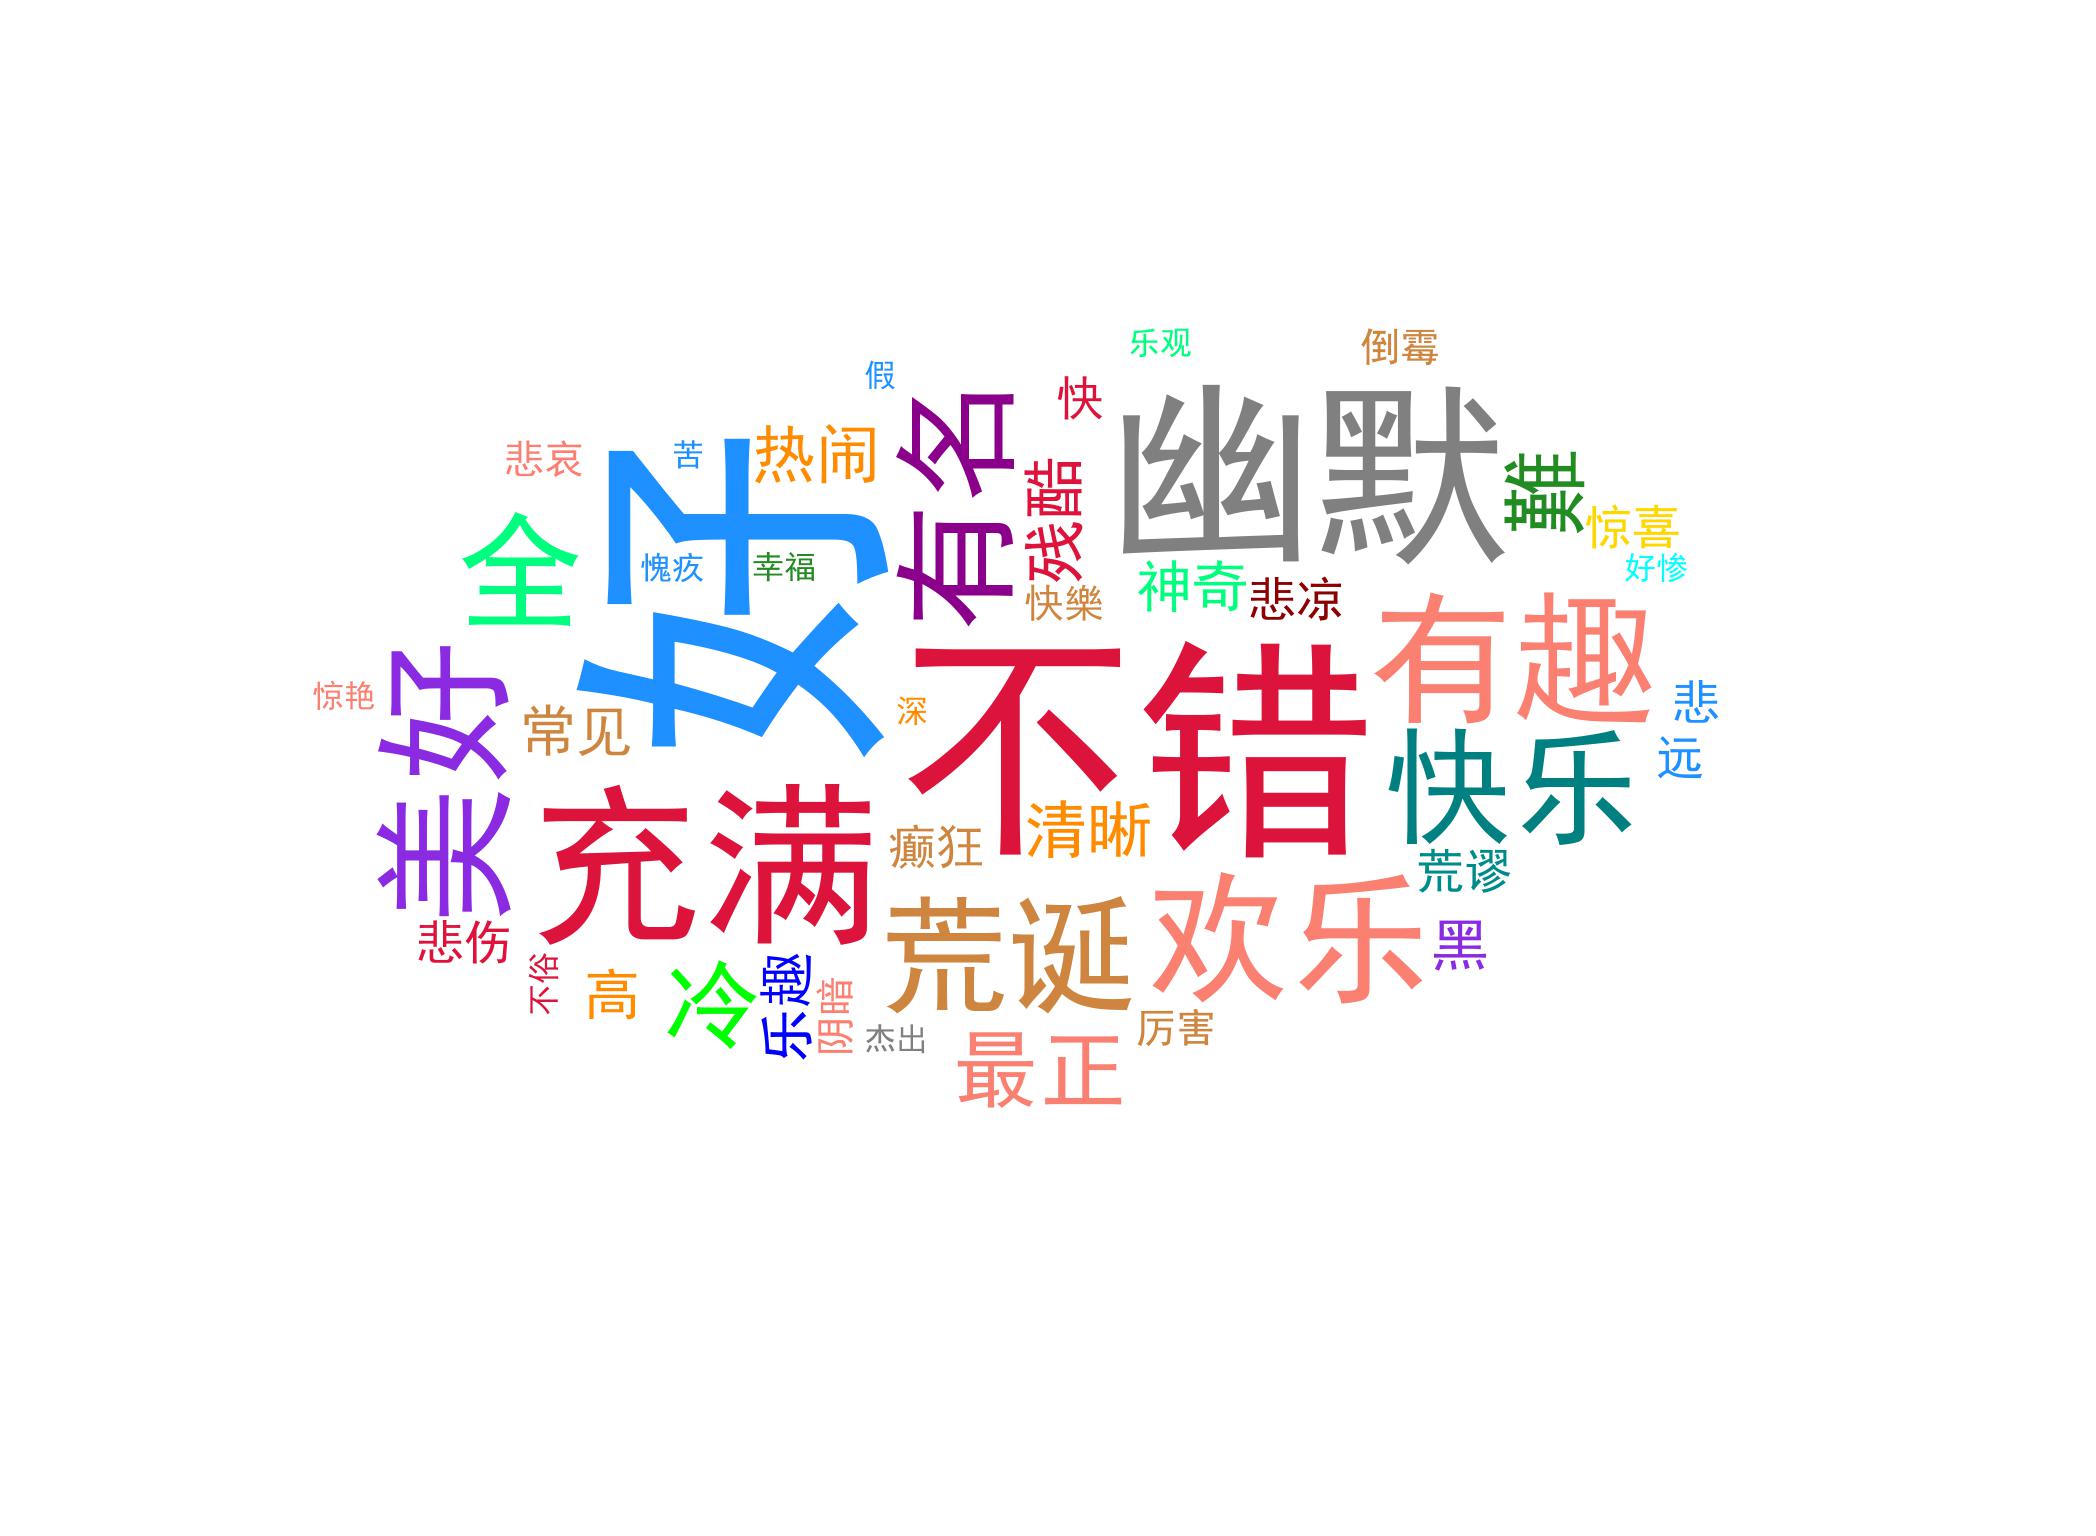 乐观
倒霉
假
快
幽默
有名
热闹
悲哀
苦
好
残酷
難
惊喜
全
愧疚
幸福
快樂
神奇
悲凉
好惨
有趣
不错
美好
惊艳
常见
深
悲
远
快乐
充满
癫狂
清晰
荒谬
荒诞
欢乐
黑
悲伤
不俗
高
冷
乐趣
阴暗
杰出
厉害
最正